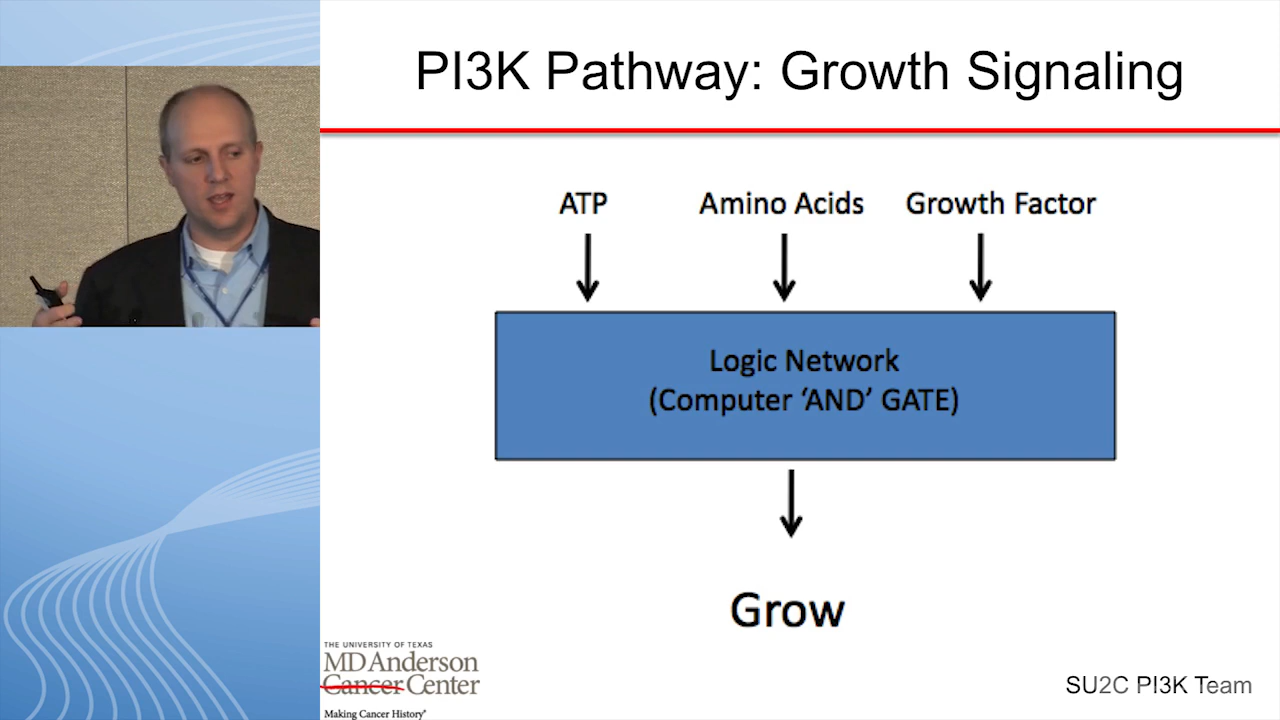 PI3K Pathway: Growth Signaling
ATP Amino Acids Growth Factor
Logic Network
(Computer ‘AND’ GATE)
Grow
THE UNIVERSITY OF TEXAS
MD Anderson
Cancer Center
Making Cancer History®
SU2C PI3K Team